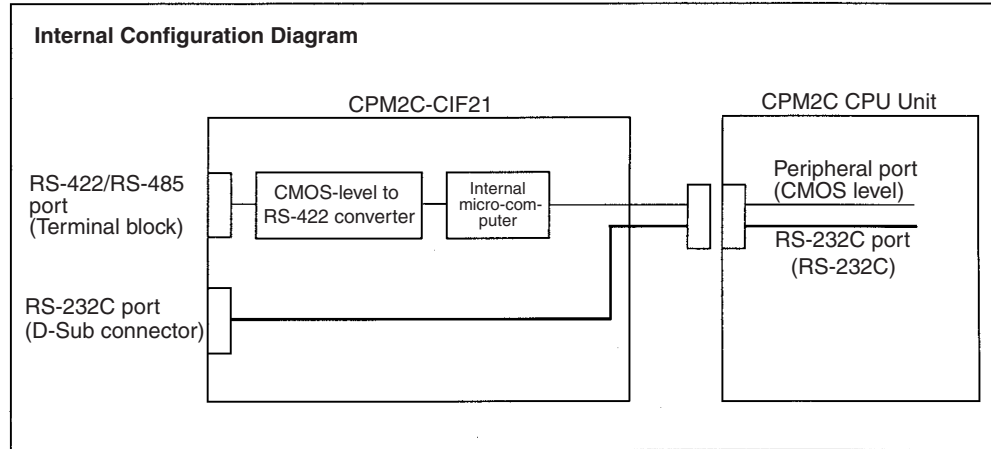 Internal Configuration Diagram
CPM2C-CIF21
CPM2C CPU Unit
RS-422/RS-485
port
(Terminal block)
CMOS-level to
RS-422 converter
Internal
micro-com-
puter
Peripheral port
(CMOS level)
RS-232C port
(RS-232C)
RS-232C port
(D-Sub connector)